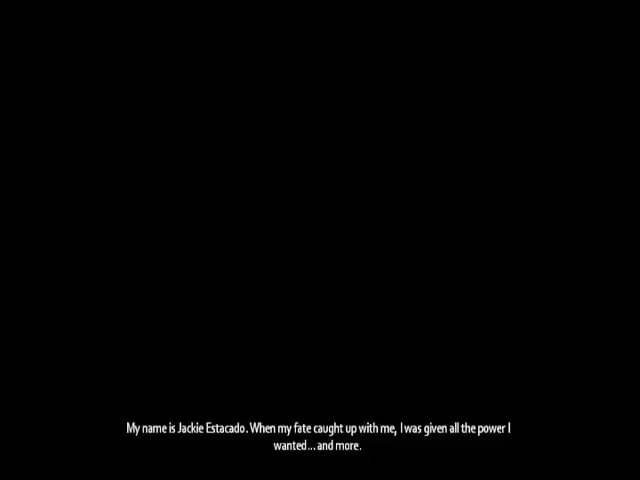 My name is Jackie Estacado. When my fate caught up with me, I was given all the power I
wanted... and more.